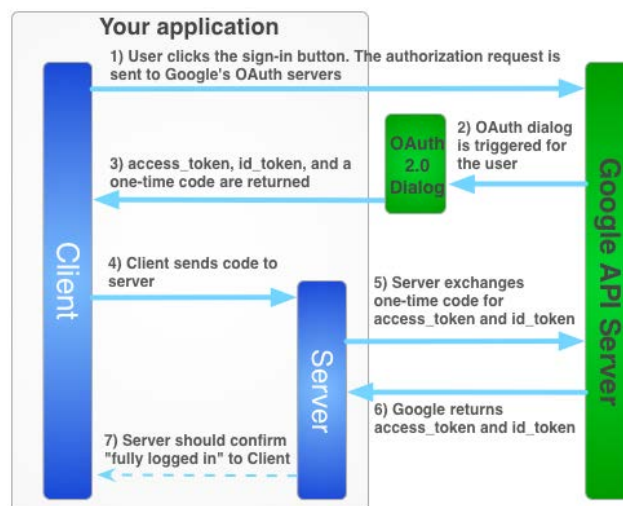 Your application
1) User clicks the sign-in button. The authorization request is
sent to Google's OAuth servers
OAuth
2.0
Dialog
2) OAuth dialog
is triggered for
the user
3) access_token, id_token, and a
one-time code are returned
Client
Google API Server
4) Client sends code to
server
Server
5) Server exchanges
one-time code for
access_token and id_token
6) Google returns
access_token and id_token
7) Server should confirm
"fully logged in" to Client